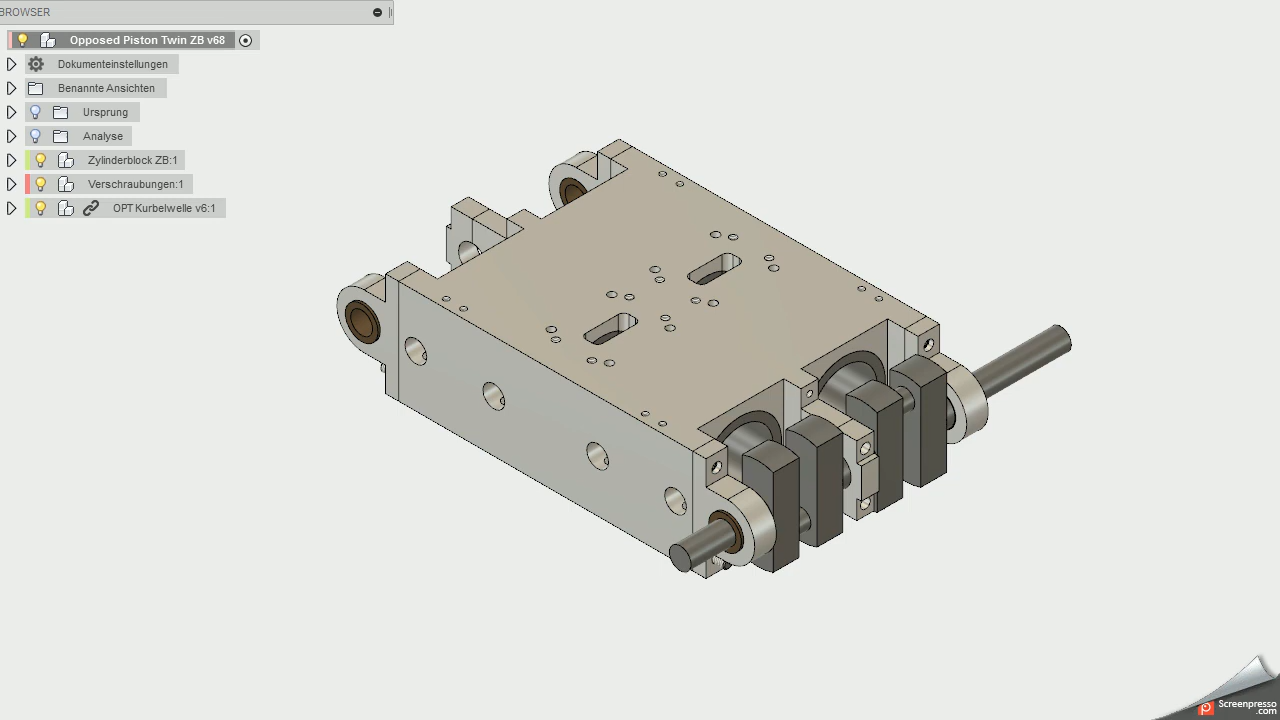 BROWSER
Opposed Piston Twin ZB v68
Dokumenteinstellungen
Benannte Ansichten
Ursprung
Analyse
Zylinderblock ZB:1
Verschraubungen:1
OPT Kurbelwelle v6:1
Screenpresso
.com